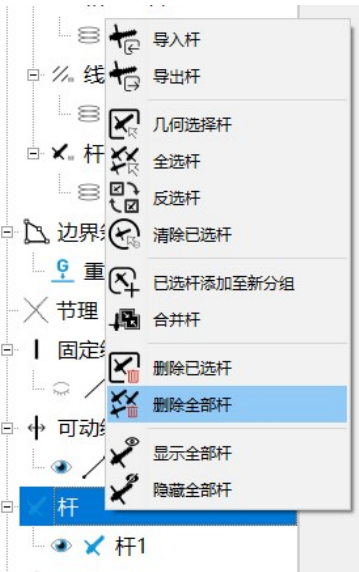 导入杆
线
导出杆
几何选择杆
杆
全选杆
反选杆
边界
清除已选杆
G
重
已选杆添加至新分组
节理
合并杆
固定
删除已选杆
删除全部杆
可动
显示全部杆
杆
隐藏全部杆
杆1